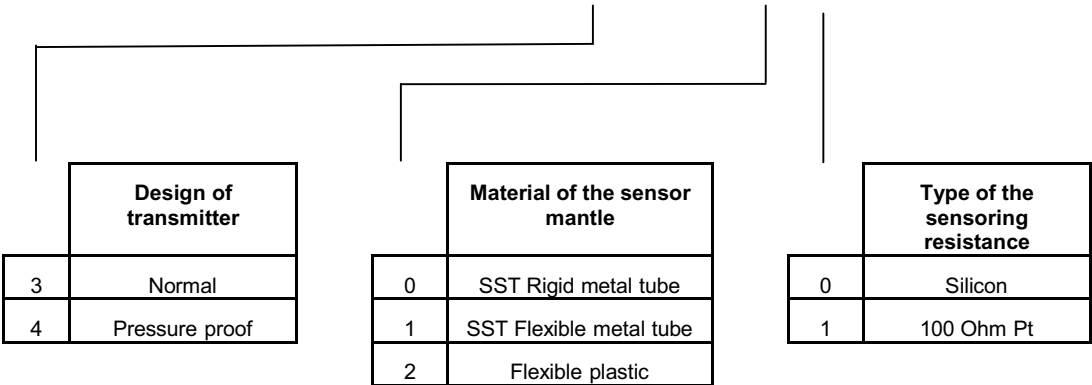 Design of
transmitter
3 Normal
4 Pressure proof
Material of the sensor
mantle
0 SST Rigid metal tube
1 SST Flexible metal tube
2 Flexible plastic
Type of the
sensoring
resistance
0 Silicon
1 100 Ohm Pt